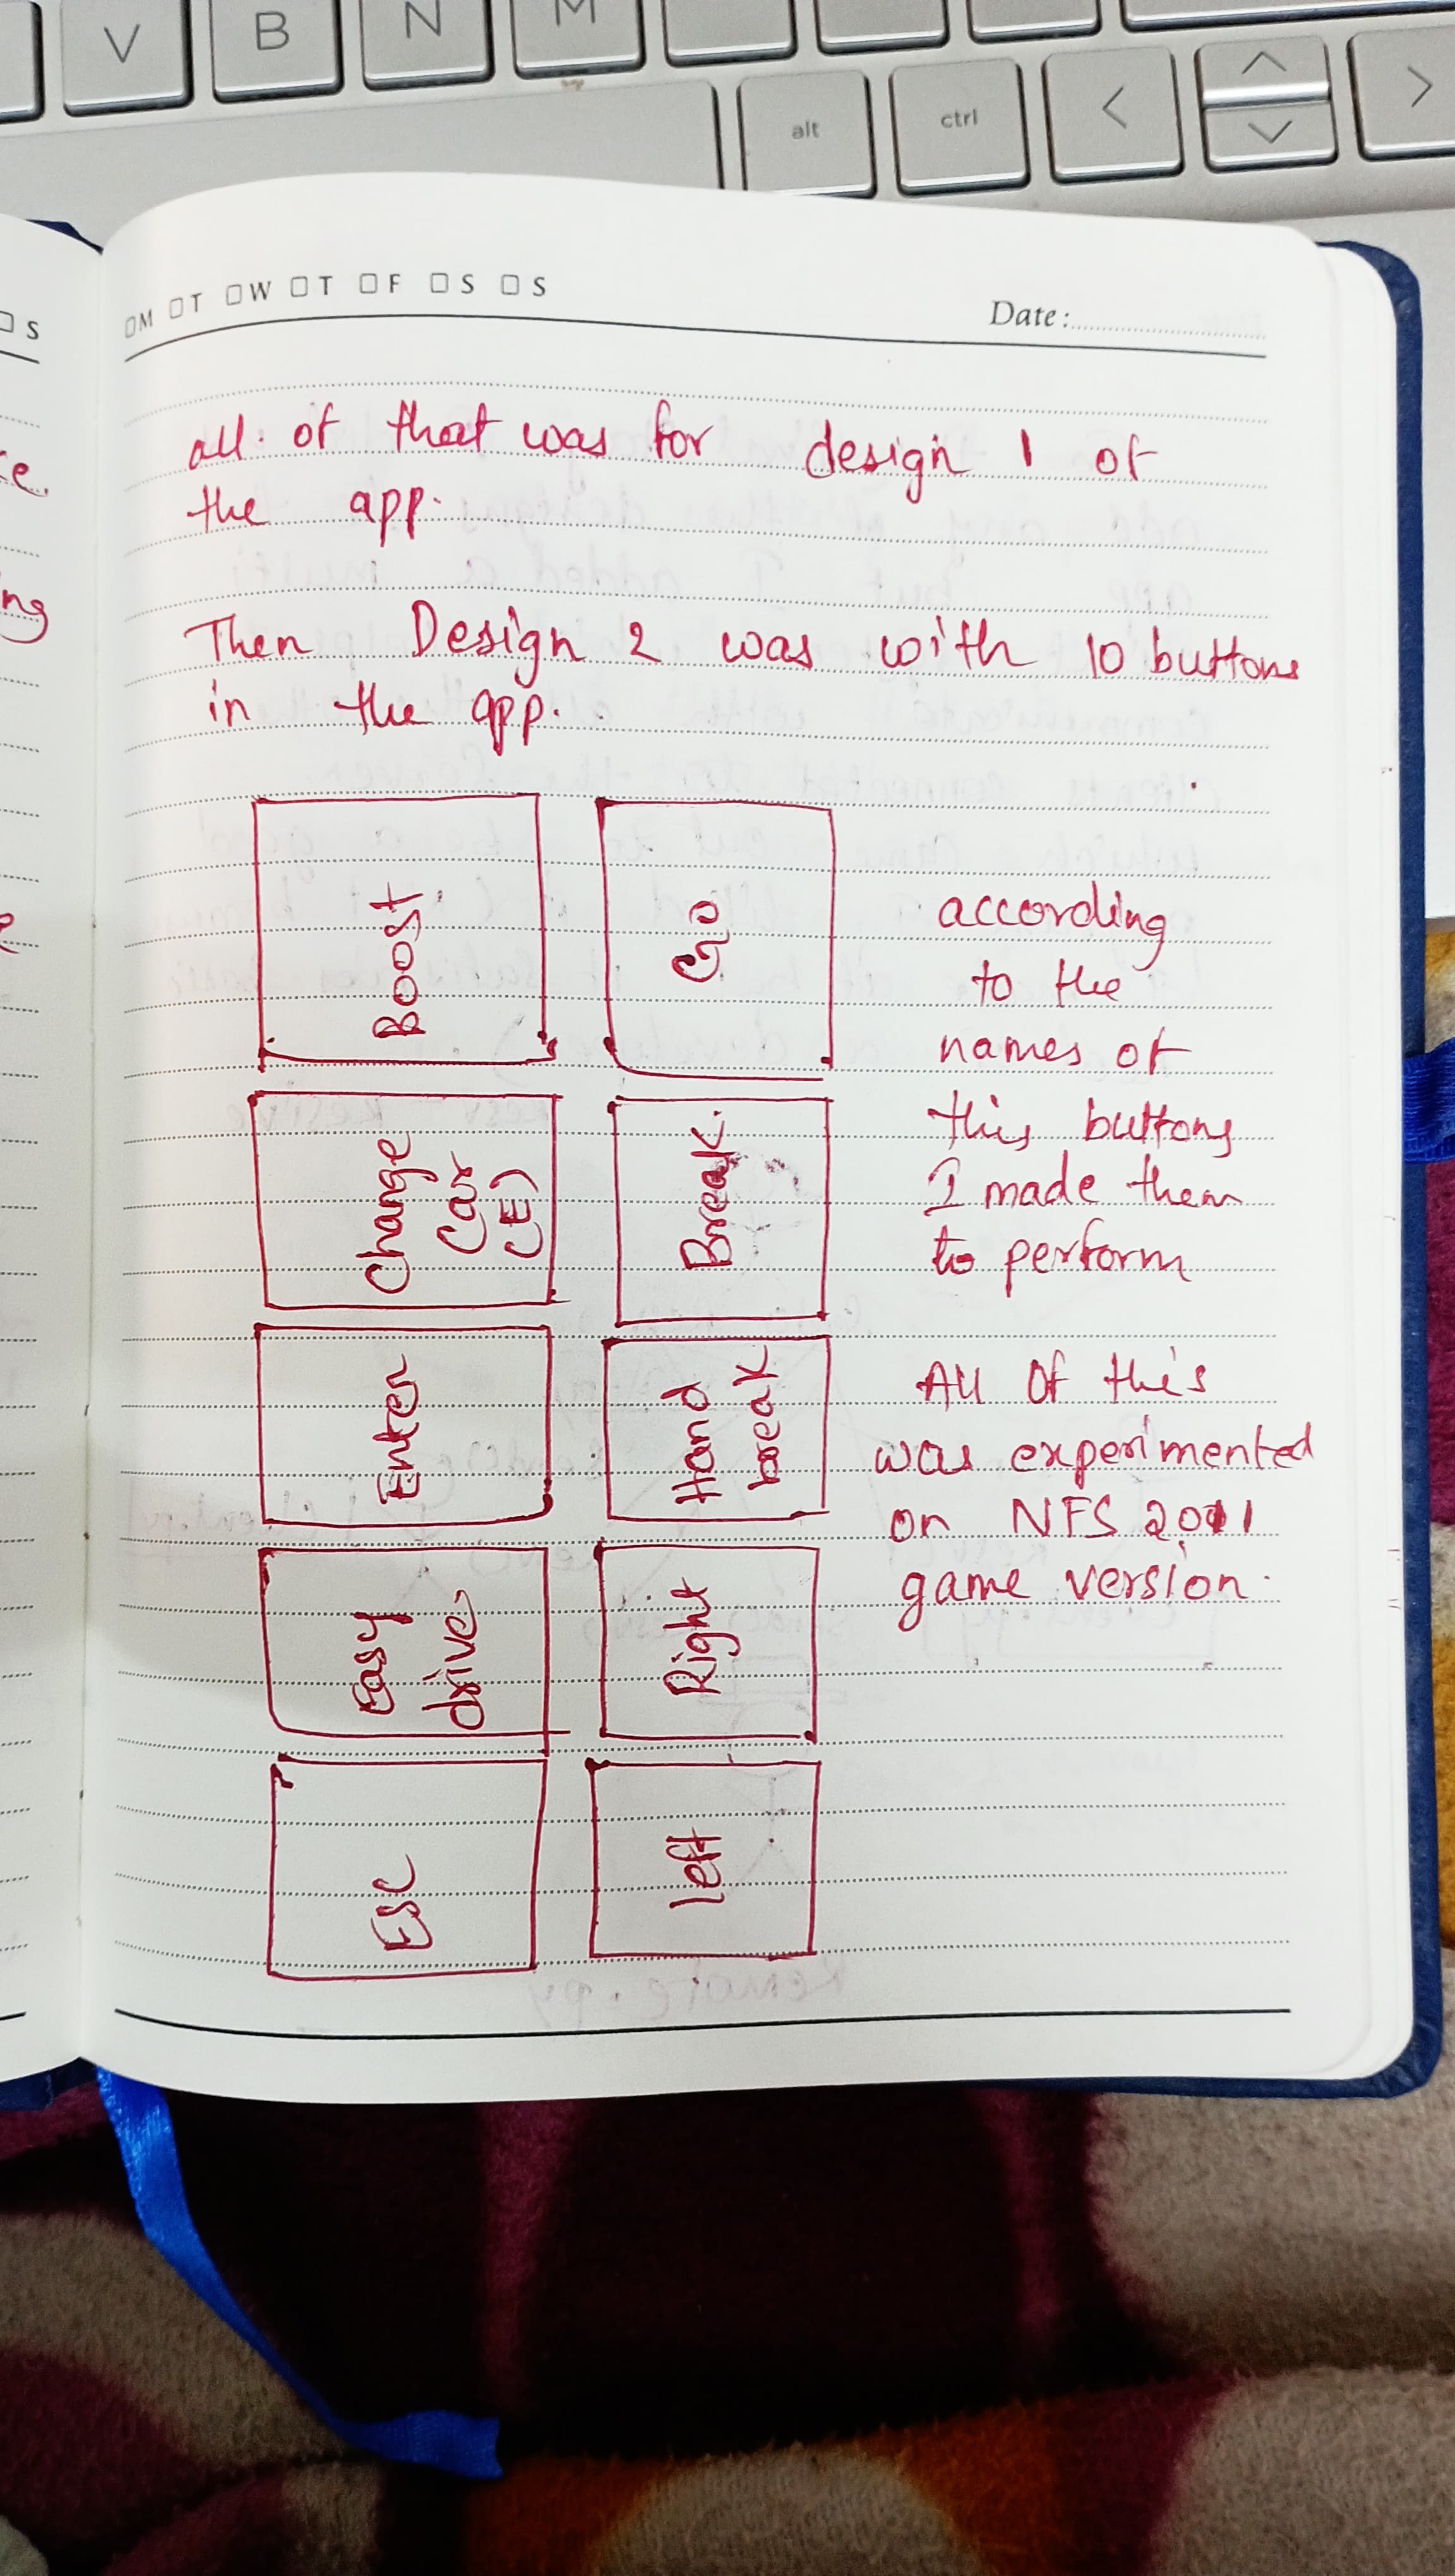 V B N M
alt ctrl < ^ >
v
M T W T F S S
Date:
S
all of that was for design 1 of
the app.
Then Design 2 was with 10 buttons
in the app.
Boost
Go
Change
Car
(E)
Break.
Enter
Hand
break
Easy
drive
Right
Esc
left
according
to the
names of
this buttons
I made them
to perform
All of this
was experimented
on NFS 2011
game version.